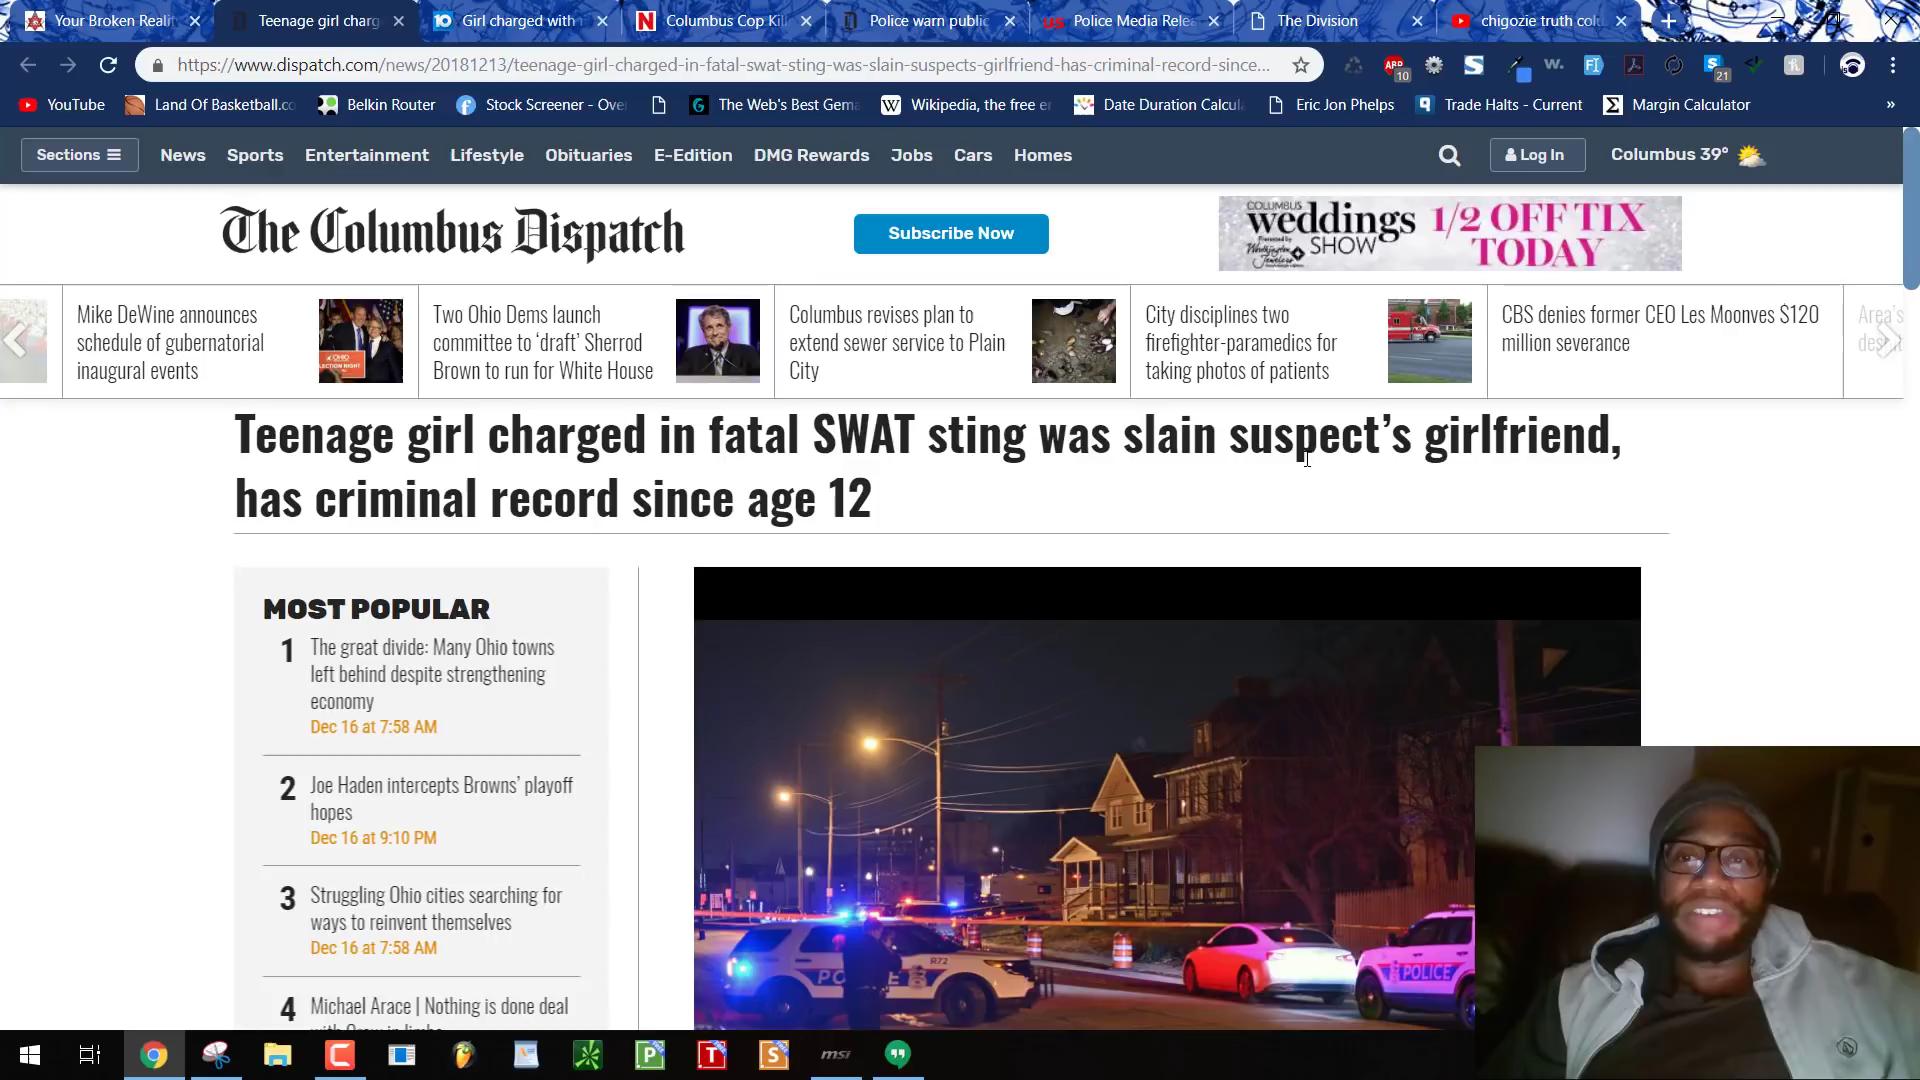 Your Broken Reali
Teenage girl charg
Girl charged with
Columbus Cop Kil
Police warn public
Police Media Relea
The Division
chigozie truth col
https://www.dispatch.com/news/20181213/teenage-girl-charged-in-fatal-swat-sting-was-slain-suspects-girlfriend-has-criminal-record-since...
ABP
10
21
YouTube
Land Of Basketball.co
Belkin Router
Stock Screener - Over
The Web's Best Gema
Wikipedia, the free en
Date Duration Calcul
Eric Jon Phelps
Trade Halts - Current
Margin Calculator
Sections
News
Sports
Entertainment
Lifestyle
Obituaries
E-Edition
DMG Rewards
Jobs
Cars
Homes
Log In
Columbus 39°
The Columbus Dispatch
Subscribe Now
COLUMBUS
weddings
SHOW
1/2 OFF TIX
TODAY
Mike DeWine announces
schedule of gubernatorial
inaugural events
Two Ohio Dems launch
committee to ‘draft’ Sherrod
Brown to run for White House
Columbus revises plan to
extend sewer service to Plain
City
City disciplines two
firefighter-paramedics for
taking photos of patients
CBS denies former CEO Les Moonves $120
million severance
Area's
Teenage girl charged in fatal SWAT sting was slain suspect’s girlfriend,
has criminal record since age 12
MOST POPULAR
1
The great divide: Many Ohio towns
left behind despite strengthening
economy
Dec 16 at 7:58 AM
2
Joe Haden intercepts Browns’ playoff
hopes
Dec 16 at 9:10 PM
3
Struggling Ohio cities searching for
ways to reinvent themselves
Dec 16 at 7:58 AM
4
Michael Arace | Nothing is done deal
R72
POLICE
msi